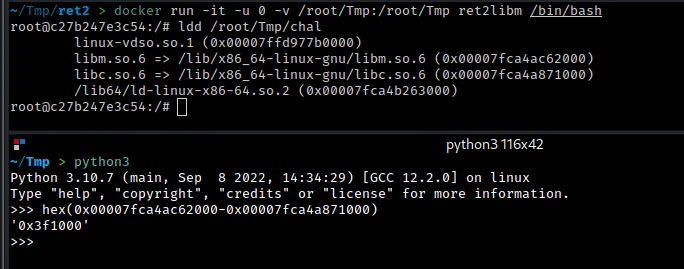 ~/Tmp/ret2 > docker run -it -u 0 -v /root/Tmp:/root/Tmp ret2libm /bin/bash
root@c27b247e3c54:/# ldd /root/Tmp/chal
linux-vdso.so.1 (0x00007ffd977b0000)
libm.so.6 => /lib/x86_64-linux-gnu/libm.so.6 (0x00007fca4ac62000)
libc.so.6 => /lib/x86_64-linux-gnu/libc.so.6 (0x00007fca4a871000)
/lib64/ld-linux-x86-64.so.2 (0x00007fca4b263000)
root@c27b247e3c54:/#
python3 116x42
~/Tmp > python3
Python 3.10.7 (main, Sep  8 2022, 14:34:29) [GCC 12.2.0] on linux
Type "help", "copyright", "credits" or "license" for more information.
>>> hex(0x00007fca4ac62000-0x00007fca4a871000)
'0x3f1000'
>>>